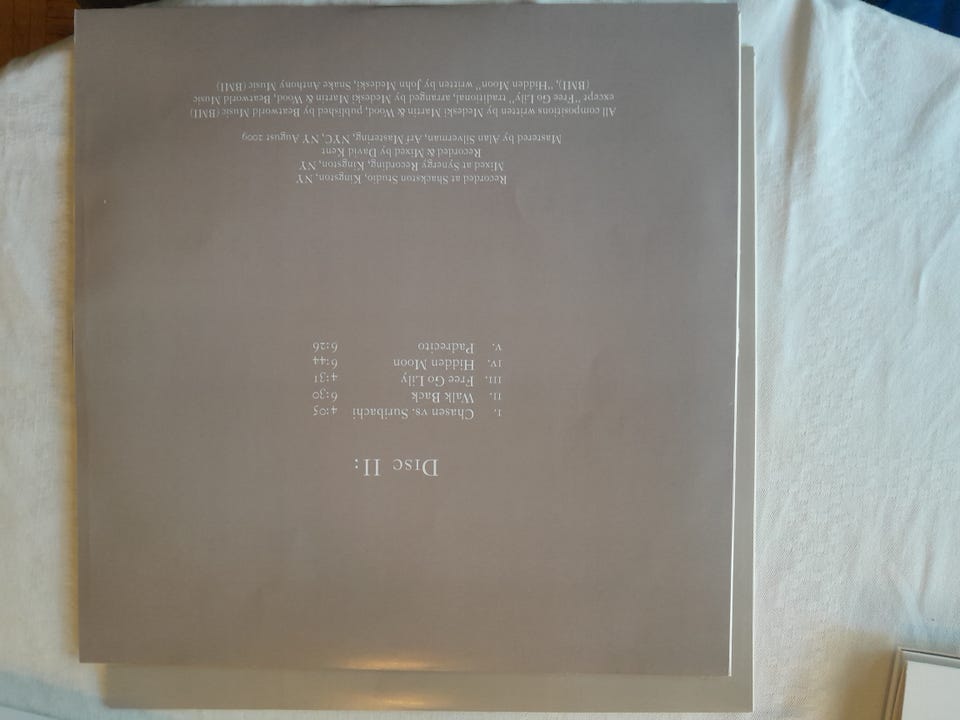 Disc II:
I. Chasen vs. Suribachi 4:05
II. Walk Back 6:30
III. Free Go Lily 4:31
IV. Hidden Moon 6:44
V. Padrecito 6:26
Recorded at Shackston Studio, Kingston, NY
Mixed at Synergy Recording, Kingston, NY
Recorded & Mixed by David Kent
Mastered by Alan Silverman, Arf Mastering, NYC, NY August 2009
All compositions written by Medeski Martin & Wood, published by Beatworld Music (BMI)
except "Free Go Lily" traditional, arranged by Medeski Martin & Wood, Beatworld Music
(BMI), "Hidden Moon" written by John Medeski, Snake Anthony Music (BMI)